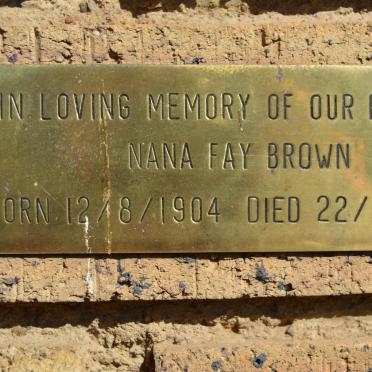 IN LOVING MEMORY OF OUR
NANA FAY BROWN
ORN 12/8/1904 DIED 22/